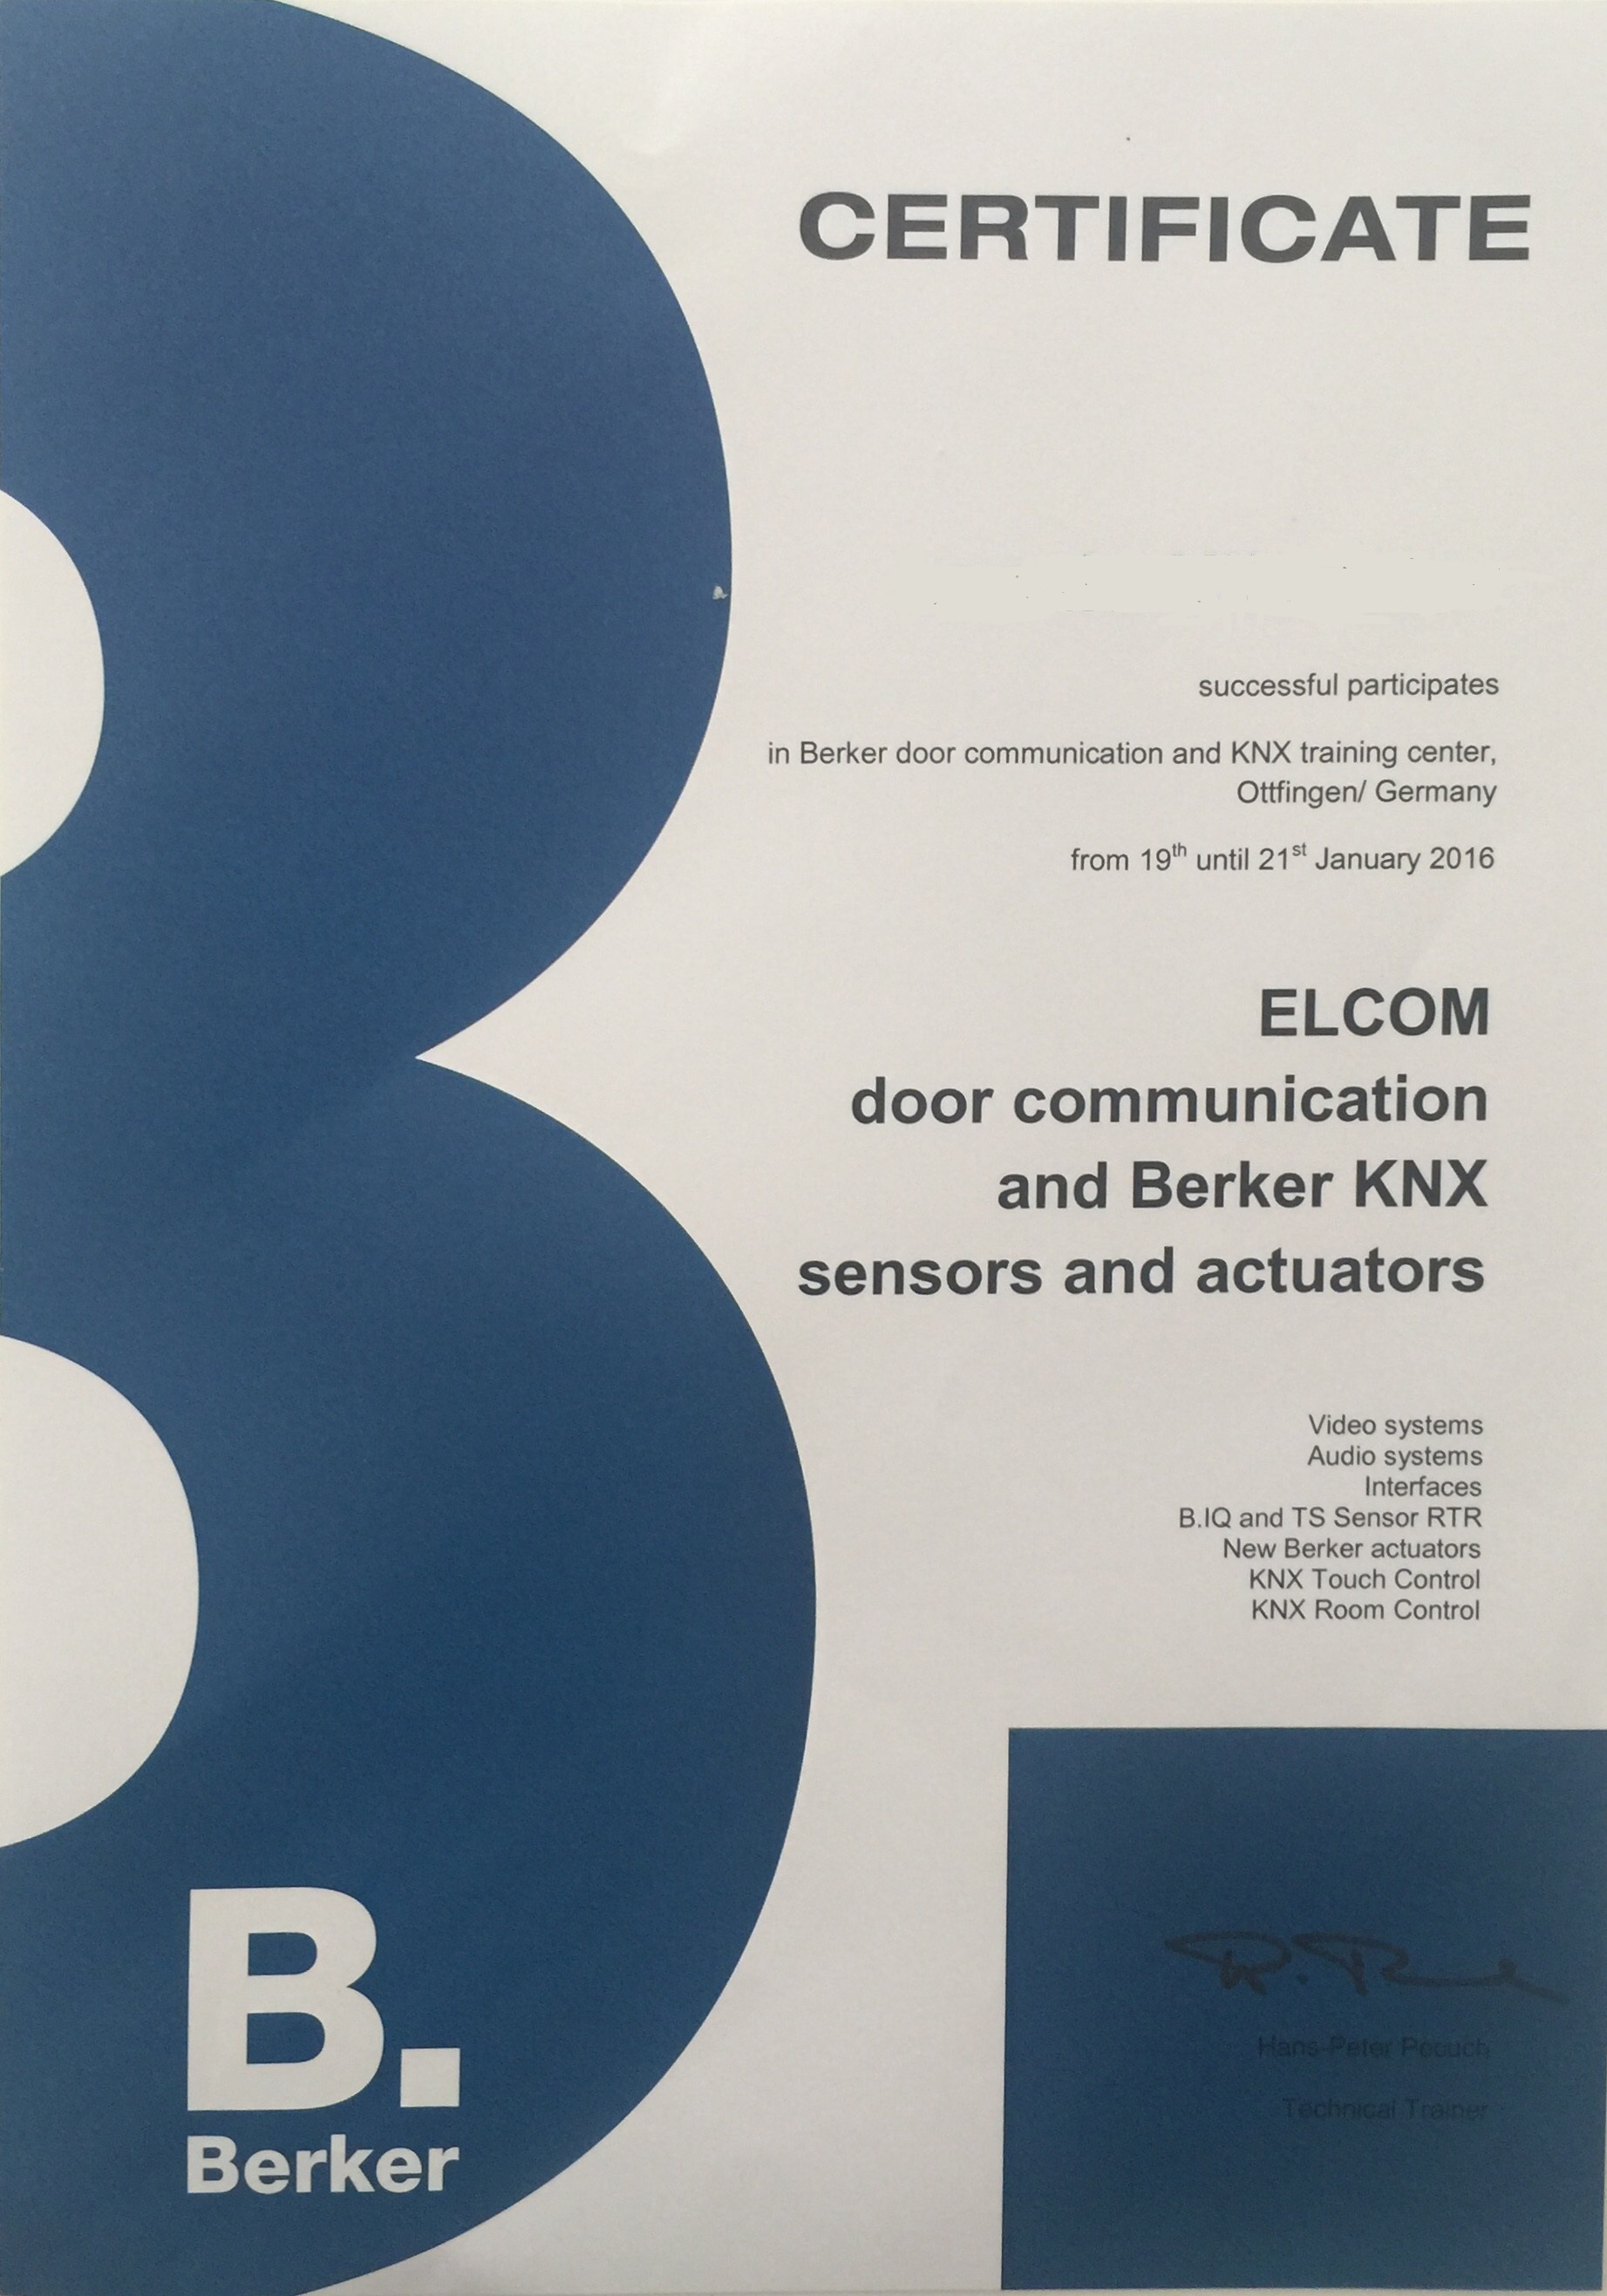 CERTIFICATE
successful participates
in Berker door communication and KNX training center,
Ottfingen/ Germany
from 19th until 21st January 2016
ELCOM
door communication
and Berker KNX
sensors and actuators
Video systems
Audio systems
Interfaces
B.IQ and TS Sensor RTR
New Berker actuators
KNX Touch Control
KNX Room Control
Hans-Peter
Technical Trainer
B.
Berker